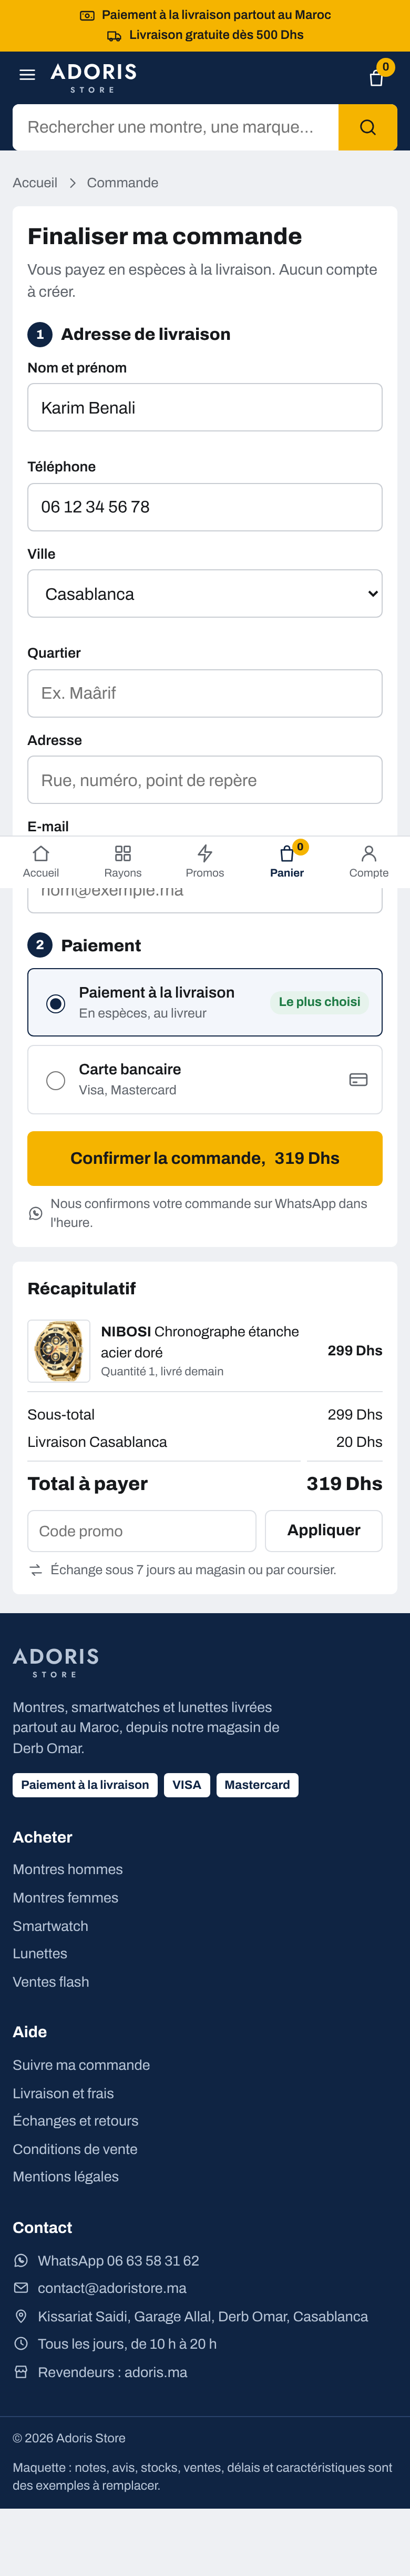 Paiement à la livraison partout au Maroc
Livraison gratuite dès 500 Dhs
ADORIS
STORE
0
Rechercher une montre, une marque...
Accueil > Commande
Finaliser ma commande
Vous payez en espèces à la livraison. Aucun compte
à créer.
1 Adresse de livraison
Nom et prénom
Karim Benali
Téléphone
06 12 34 56 78
Ville
Casablanca
Quartier
Ex. Maârif
Adresse
Rue, numéro, point de repère
E-mail
0
Accueil Rayons Promos Panier Compte
nom@exemple.ma
2 Paiement
Paiement à la livraison
En espèces, au livreur
Le plus choisi
Carte bancaire
Visa, Mastercard
Confirmer la commande, 319 Dhs
Nous confirmons votre commande sur WhatsApp dans
l'heure.
Récapitulatif
NIBOSI Chronographe étanche
acier doré
Quantité 1, livré demain
299 Dhs
Sous-total 299 Dhs
Livraison Casablanca 20 Dhs
Total à payer 319 Dhs
Code promo Appliquer
Échange sous 7 jours au magasin ou par coursier.
ADORIS
STORE
Montres, smartwatches et lunettes livrées
partout au Maroc, depuis notre magasin de
Derb Omar.
Paiement à la livraison VISA Mastercard
Acheter
Montres hommes
Montres femmes
Smartwatch
Lunettes
Ventes flash
Aide
Suivre ma commande
Livraison et frais
Échanges et retours
Conditions de vente
Mentions légales
Contact
WhatsApp 06 63 58 31 62
contact@adoristore.ma
Kissariat Saidi, Garage Allal, Derb Omar, Casablanca
Tous les jours, de 10 h à 20 h
Revendeurs : adoris.ma
© 2026 Adoris Store
Maquette : notes, avis, stocks, ventes, délais et caractéristiques sont
des exemples à remplacer.